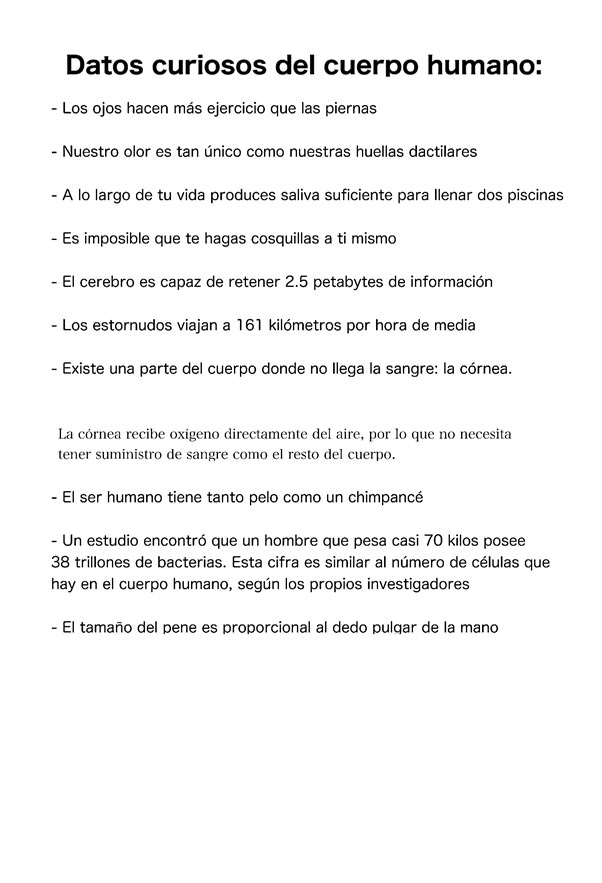 Datos curiosos del cuerpo humano:
- Los ojos hacen más ejercicio que las piernas
- Nuestro olor es tan único como nuestras huellas dactilares
- A lo largo de tu vida produces saliva suficiente para llenar dos piscinas
- Es imposible que te hagas cosquillas a ti mismo
- El cerebro es capaz de retener 2.5 petabytes de información
- Los estornudos viajan a 161 kilómetros por hora de media
- Existe una parte del cuerpo donde no llega la sangre: la córnea.
La córnea recibe oxígeno directamente del aire, por lo que no necesita
tener suministro de sangre como el resto del cuerpo.
- El ser humano tiene tanto pelo como un chimpancé
- Un estudio encontró que un hombre que pesa casi 70 kilos posee
38 trillones de bacterias. Esta cifra es similar al número de células que
hay en el cuerpo humano, según los propios investigadores
- El tamaño del pene es proporcional al dedo pulgar de la mano